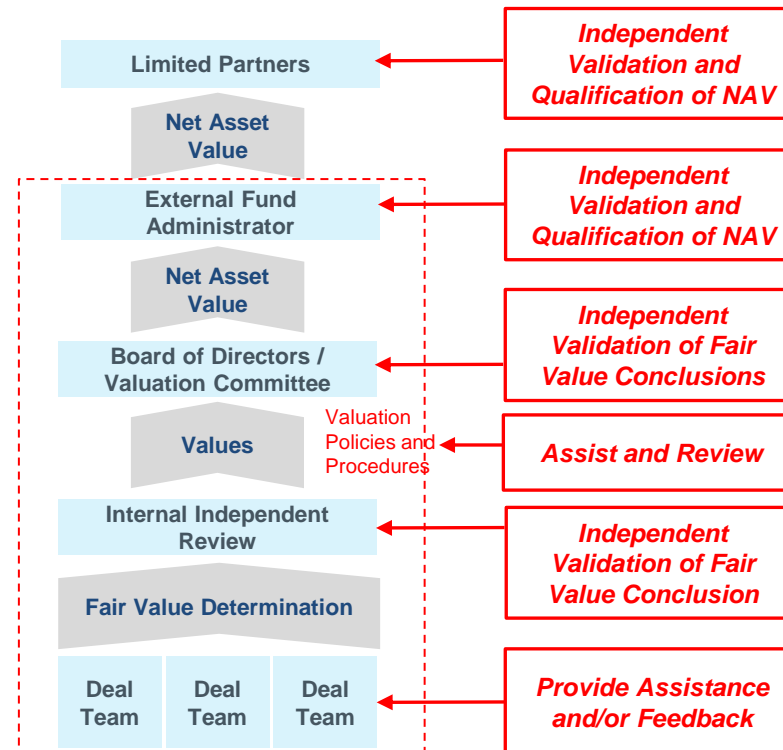 Limited Partners
Independent
Validation and
Qualification of NAV
Net Asset
Value
External Fund
Administrator
Independent
Validation and
Qualification of NAV
Net Asset
Value
Board of Directors /
Valuation Committee
Independent
Validation of Fair
Value Conclusions
Values
Valuation
Policies and
Procedures
Assist and Review
Internal Independent
Review
Independent
Validation of Fair
Value Conclusion
Fair Value Determination
Deal
Team
Deal
Team
Deal
Team
Provide Assistance
and/or Feedback